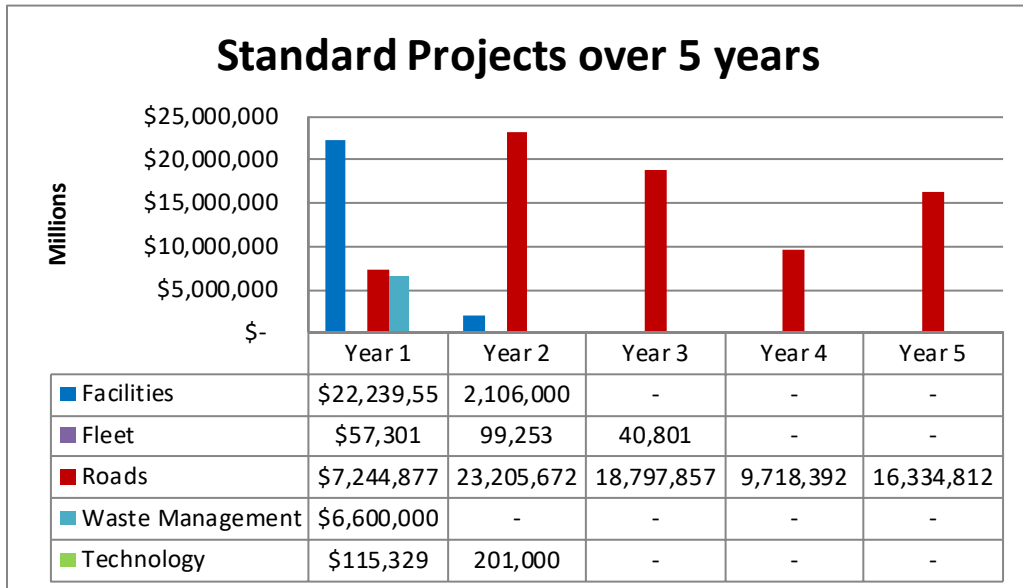 Standard Projects over 5 years
Millions
$25,000,000
$20,000,000
$15,000,000
$10,000,000
$5,000,000
$-
Year 1 Year 2 Year 3 Year 4 Year 5
Facilities $22,239,55 2,106,000 - - -
Fleet $57,301 99,253 40,801 - -
Roads $7,244,877 23,205,672 18,797,857 9,718,392 16,334,812
Waste Management $6,600,000 - - - -
Technology $115,329 201,000 - - -